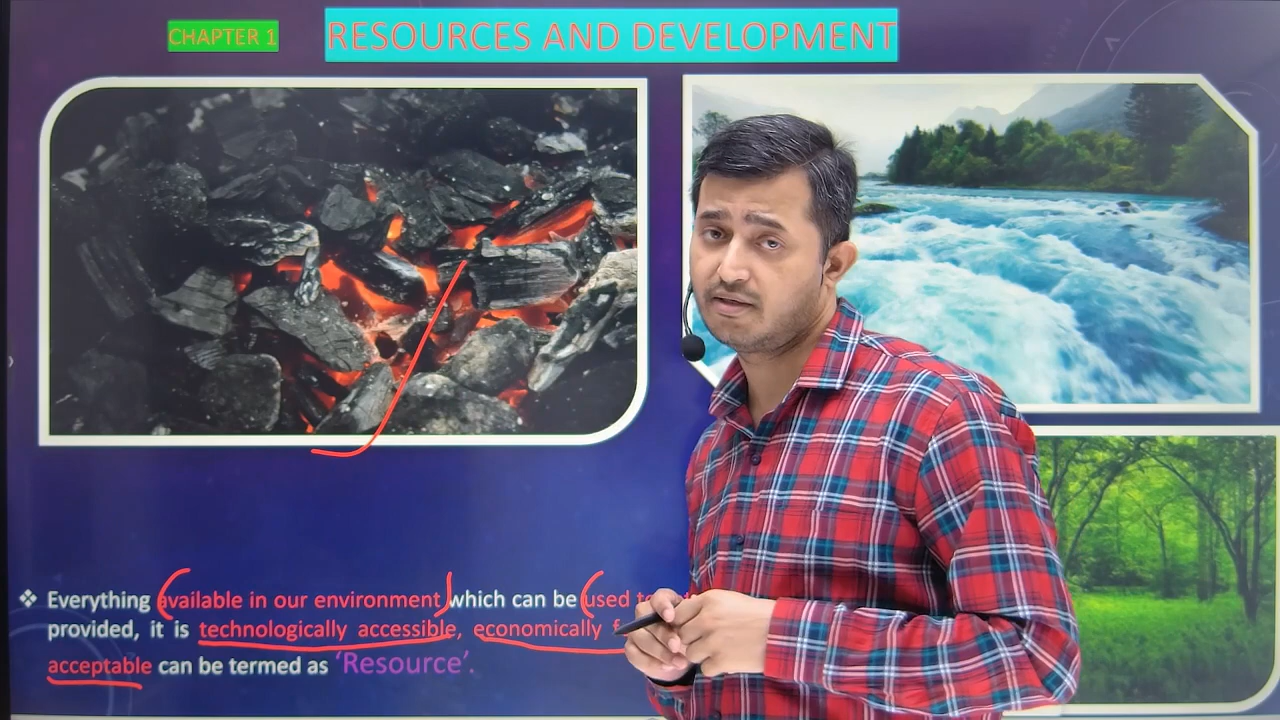 CHAPTER 1
RESOURCES AND DEVELOPMENT
❖ Everything available in our environment which can be used
provided, it is technologically accessible, economically
acceptable can be termed as 'Resource'.